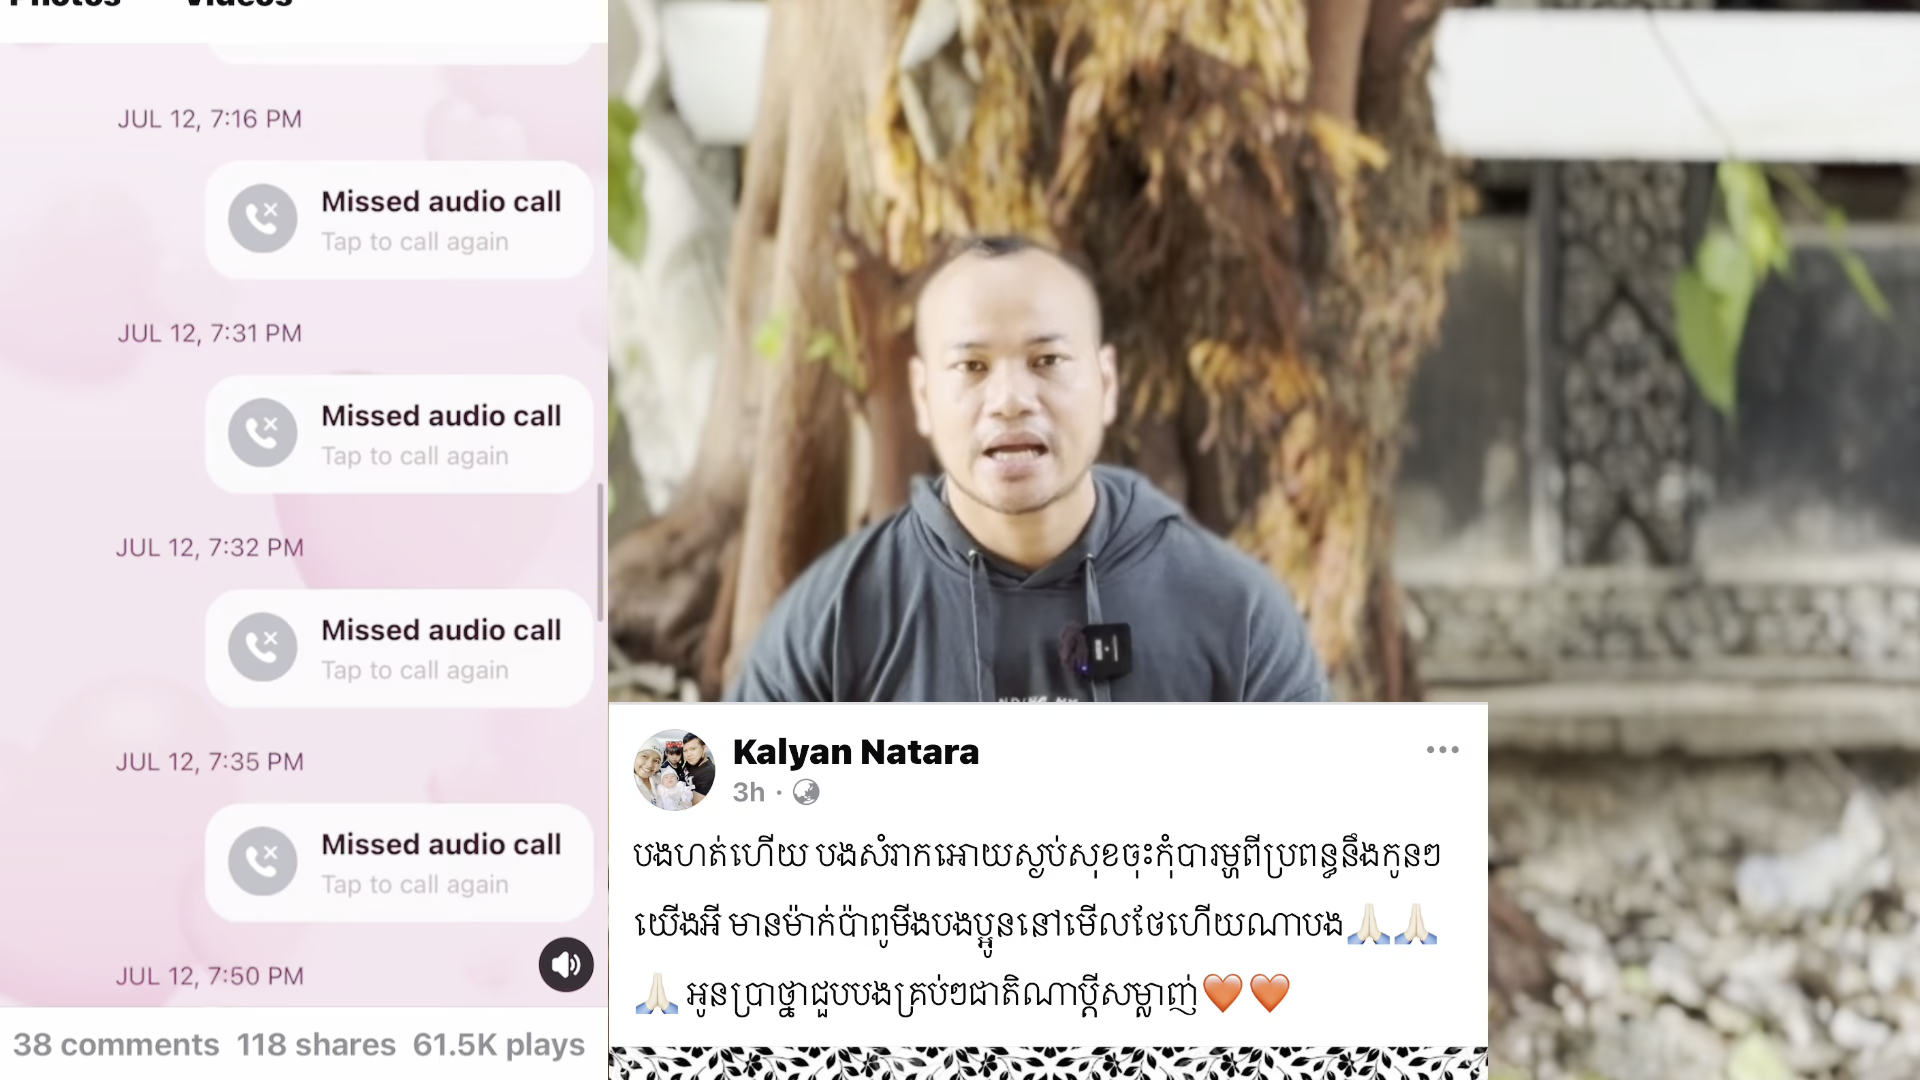 Photos Videos
JUL 12, 7:16 PM
Missed audio call
Tap to call again
JUL 12, 7:31 PM
Missed audio call
Tap to call again
JUL 12, 7:32 PM
Missed audio call
Tap to call again
JUL 12, 7:35 PM
Missed audio call
Tap to call again
JUL 12, 7:50 PM
38 comments 118 shares 61.5K plays
Kalyan Natara
3h
បងហត់ហើយ បងសំរាកអោយស្ងប់សុខចុះកុំបារម្ភពីប្រពន្ធនឹងកូនៗ
យើងអី មានម៉ាក់ប៉ាពូមីងបងប្អូននៅមើលថែហើយណាបង🙏🏻🙏🏻
🙏🏻 អូនប្រាថ្នាជួបបងគ្រប់ៗជាតិណាប្ដីសម្លាញ់❤️❤️